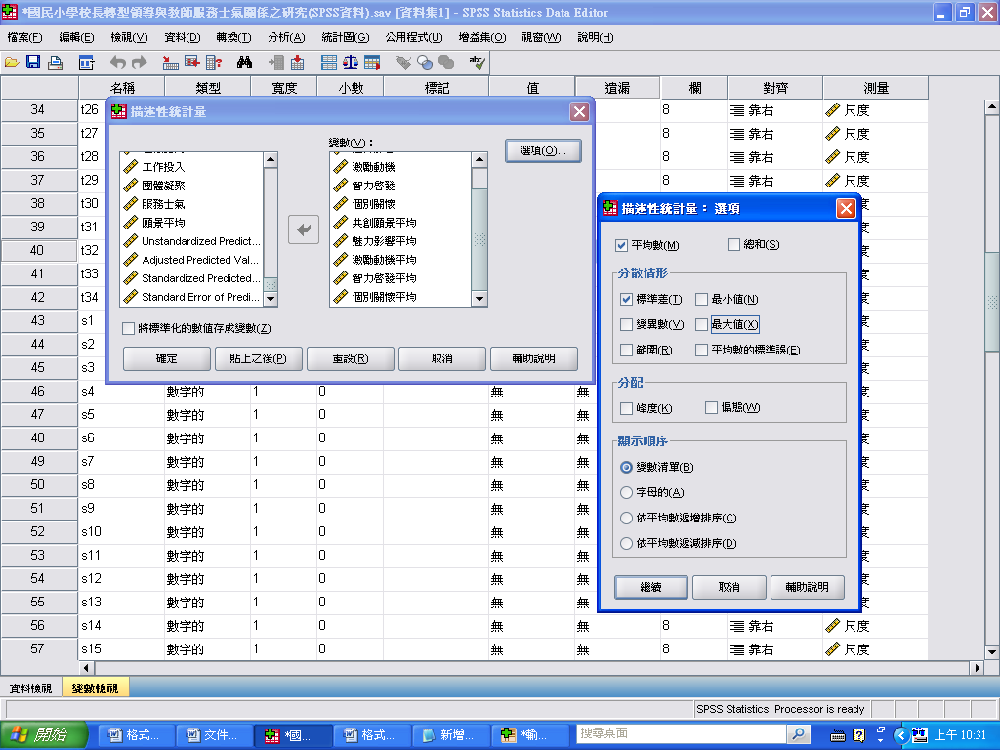 *國民小學校長轉型領導與教師服務士氣關係之研究(SPSS資料).sav [資料集1] - SPSS Statistics Data Editor
檔案(F) 編輯(E) 檢視(V) 資料(D) 轉換(T) 分析(A) 統計圖(G) 公用程式(U) 增益集(O) 視窗(W) 說明(H)
名稱 類型 寬度 小數 標記 值 遺漏 欄 對齊 測量
34 t26 8 靠右 尺度
35 t27 8 靠右 尺度
36 t28 8 靠右 尺度
37 t29 8 靠右 尺度
38 t30 度
39 t31 度
40 t32 度
41 t33 度
42 t34 度
43 s1 度
44 s2 度
45 s3 度
46 s4 數字的 1 0 無 無 度
47 s5 數字的 1 0 無 無 度
48 s6 數字的 1 0 無 無 度
49 s7 數字的 1 0 無 無 度
50 s8 數字的 1 0 無 無 度
51 s9 數字的 1 0 無 無 度
52 s10 數字的 1 0 無 無 度
53 s11 數字的 1 0 無 無 度
54 s12 數字的 1 0 無 無 度
55 s13 數字的 1 0 無 無 度
56 s14 數字的 1 0 無 無 8 靠右 尺度
57 s15 數字的 1 0 無 無 8 靠右 尺度
描述性統計量
變數(V)：
選項(O)...
工作投入
團體凝聚
服務士氣
願景平均
Unstandardized Predict...
Adjusted Predicted Val...
Standardized Predicted...
Standard Error of Predi...
激勵動機
智力啓發
個別關懷
共創願景平均
魅力影響平均
激勵動機平均
智力啓發平均
個別關懷平均
將標準化的數值存成變數(Z)
確定 貼上之後(P) 重設(R) 取消 輔助說明
描述性統計量： 選項
平均數(M) 總和(S)
分散情形
標準差(T) 最小值(N)
變異數(V) 最大值(X)
範圍(R) 平均數的標準誤(E)
分配
峰度(K) 偏態(W)
顯示順序
變數清單(B)
字母的(A)
依平均數遞增排序(C)
依平均數遞減排序(D)
繼續 取消 輔助說明
資料檢視 變數檢視
SPSS Statistics Processor is ready
開始 格式... 文件... *國... 格式... 新增... *輸... 搜尋桌面 上午 10:31